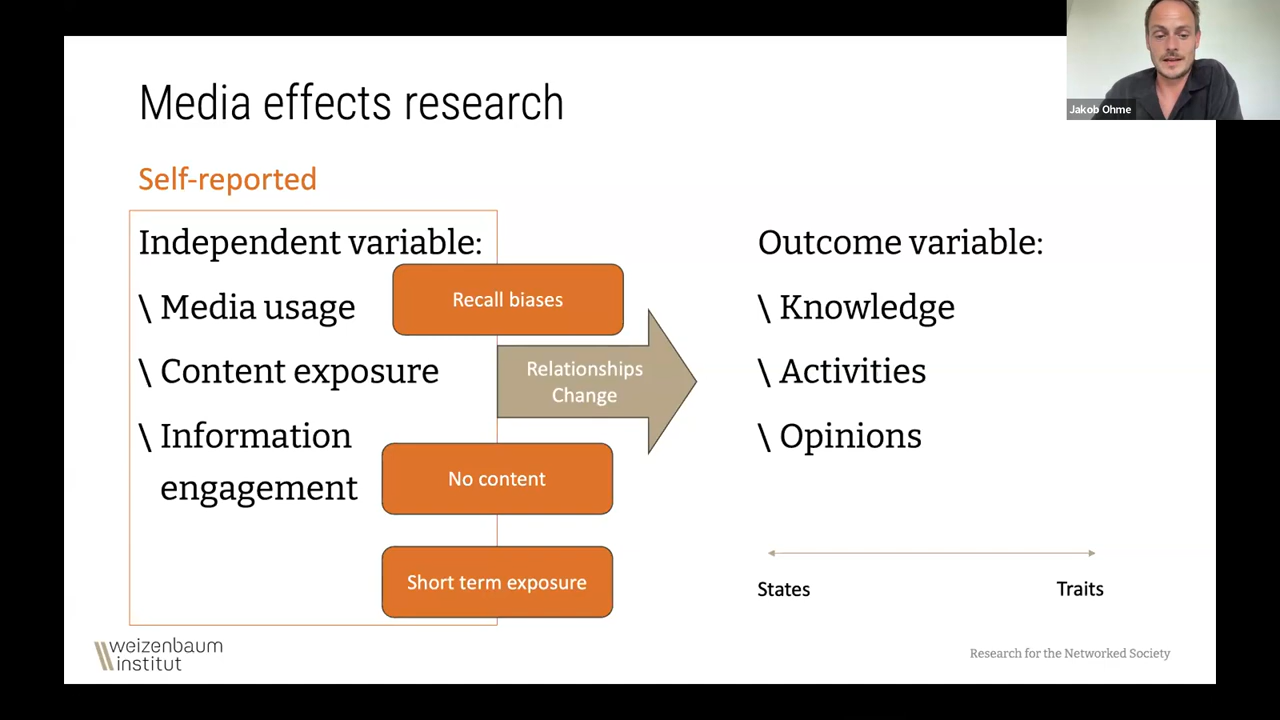 Media effects research
Jakob Ohme
Self-reported
Independent variable:
\ Media usage
\ Content exposure
\ Information
engagement
Recall biases
Relationships
Change
No content
Short term exposure
Outcome variable:
\ Knowledge
\ Activities
\ Opinions
States
Traits
weizenbaum
institut
Research for the Networked Society